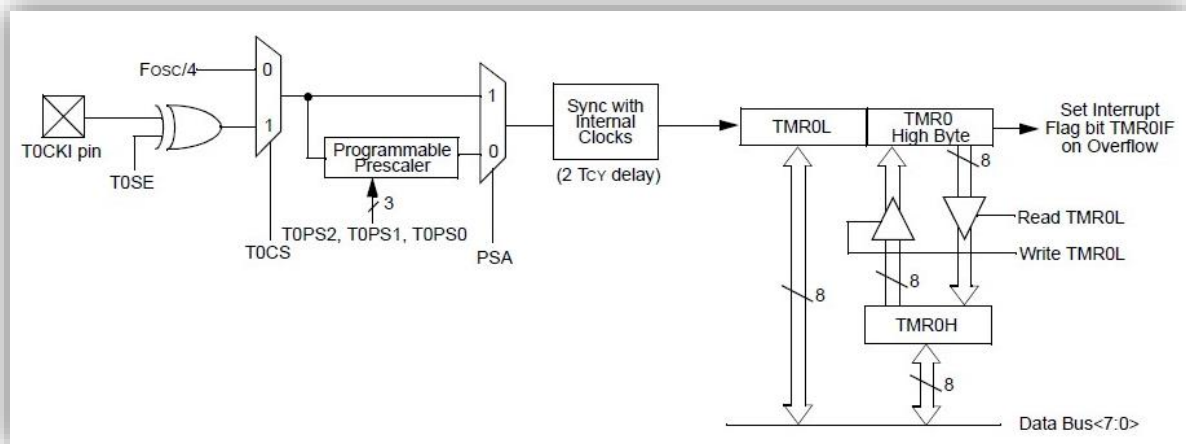 Fosc/4
0
1
T0CKI pin
T0SE
T0CS
Programmable
Prescaler
3
T0PS2, T0PS1, T0PS0
1
0
PSA
Sync with
Internal
Clocks
(2 TCY delay)
TMR0L
TMR0
High Byte
8
Set Interrupt
Flag bit TMR0IF
on Overflow
Read TMR0L
Write TMR0L
8
8
TMR0H
8
Data Bus<7:0>